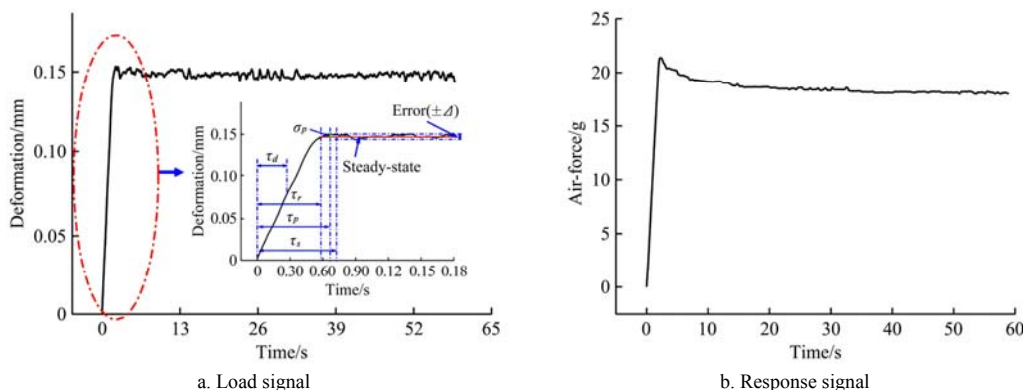 Deformation/mm
0.15
0.10
0.05
0
0
13
26
39
52
65
Time/s
Deformation/mm
0.20
0.15
0.10
0.05
0
0
0.30
0.60
0.90
0.12
0.15
0.18
Time/s
σp
Error(±Δ)
Steady-state
τd
τr
τp
τs
a. Load signal
Air-force/g
25
20
15
10
5
0
0
10
20
30
40
50
60
Time/s
b. Response signal